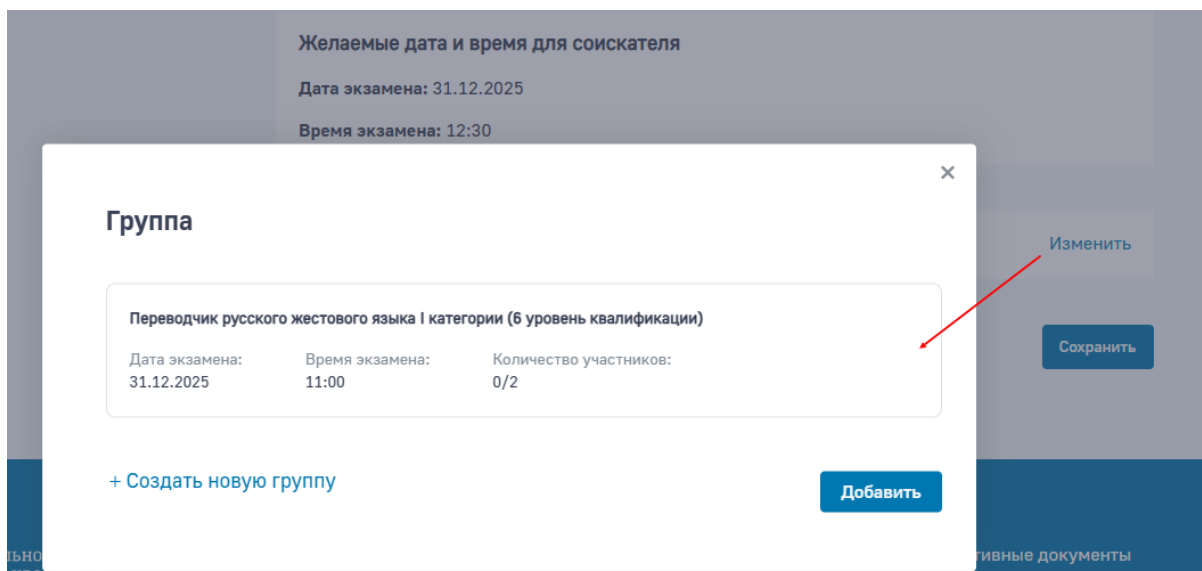 Желаемые дата и время для соискателя
Дата экзамена: 31.12.2025
Время экзамена: 12:30
×
Группа
Изменить
Переводчик русского жестового языка I категории (6 уровень квалификации)
Дата экзамена: Время экзамена: Количество участников:
31.12.2025 11:00 0/2
Сохранить
+ Создать новую группу
Добавить
документы